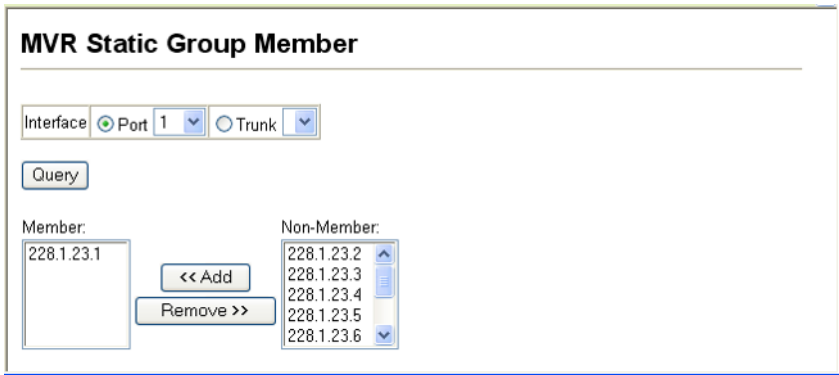 MVR Static Group Member
Interface Port 1 Trunk
Query
Member: Non-Member:
228.1.23.1 228.1.23.2
<< Add 228.1.23.3
228.1.23.4
Remove >> 228.1.23.5
228.1.23.6